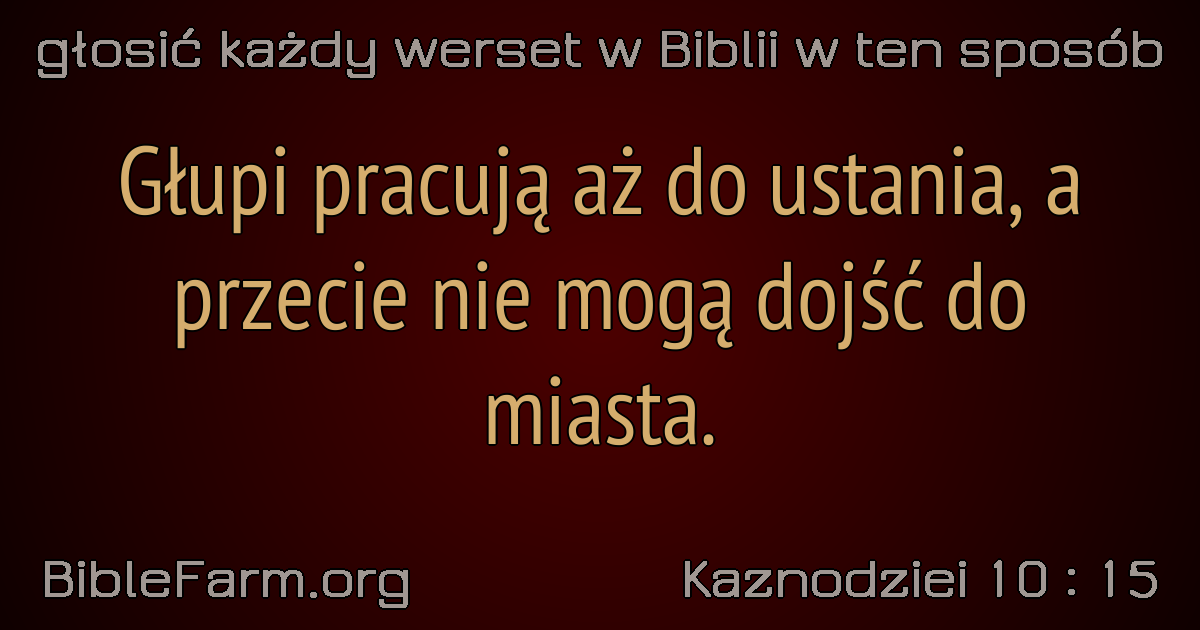 głosić każdy werset w Biblii w ten sposób
Głupi pracują aż do ustania, a
przecie nie mogą dojść do
miasta.
BibleFarm.org
Kaznodziei 10 : 15